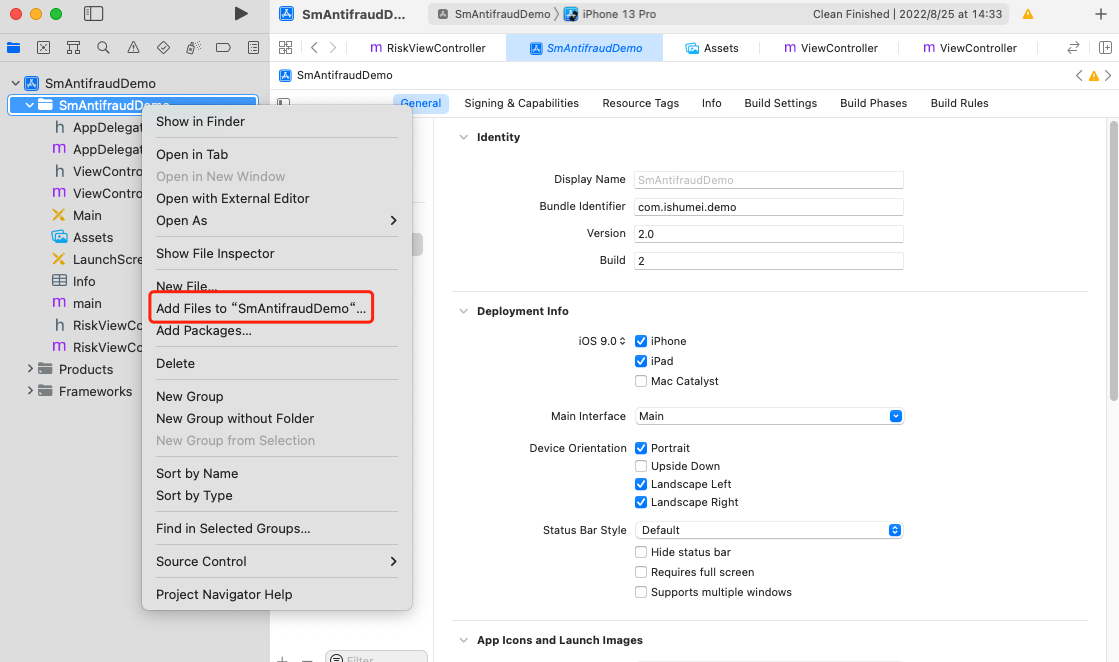 SmAntifraudD...
SmAntifraudDemo
iPhone 13 Pro
Clean Finished | 2022/8/25 at 14:33
RiskViewController
SmAntifraudDemo
Assets
ViewController
ViewController
SmAntifraudDemo
SmAntifraudDemo
SmAntifraudDemo
h AppDelegat
m AppDelegat
h ViewContro
m ViewContro
Main
Assets
LaunchScre
Info
m main
h RiskViewCo
m RiskViewCo
Products
Frameworks
Show in Finder
Open in Tab
Open in New Window
Open with External Editor
Open As
Show File Inspector
New File...
Add Files to “SmAntifraudDemo“...
Add Packages...
Delete
New Group
New Group without Folder
New Group from Selection
Sort by Name
Sort by Type
Find in Selected Groups...
Source Control
Project Navigator Help
General
Signing & Capabilities
Resource Tags
Info
Build Settings
Build Phases
Build Rules
Identity
Display Name SmAntifraudDemo
Bundle Identifier com.ishumei.demo
Version 2.0
Build 2
Deployment Info
iOS 9.0 iPhone
iPad
Mac Catalyst
Main Interface Main
Device Orientation Portrait
Upside Down
Landscape Left
Landscape Right
Status Bar Style Default
Hide status bar
Requires full screen
Supports multiple windows
App Icons and Launch Images
Filter